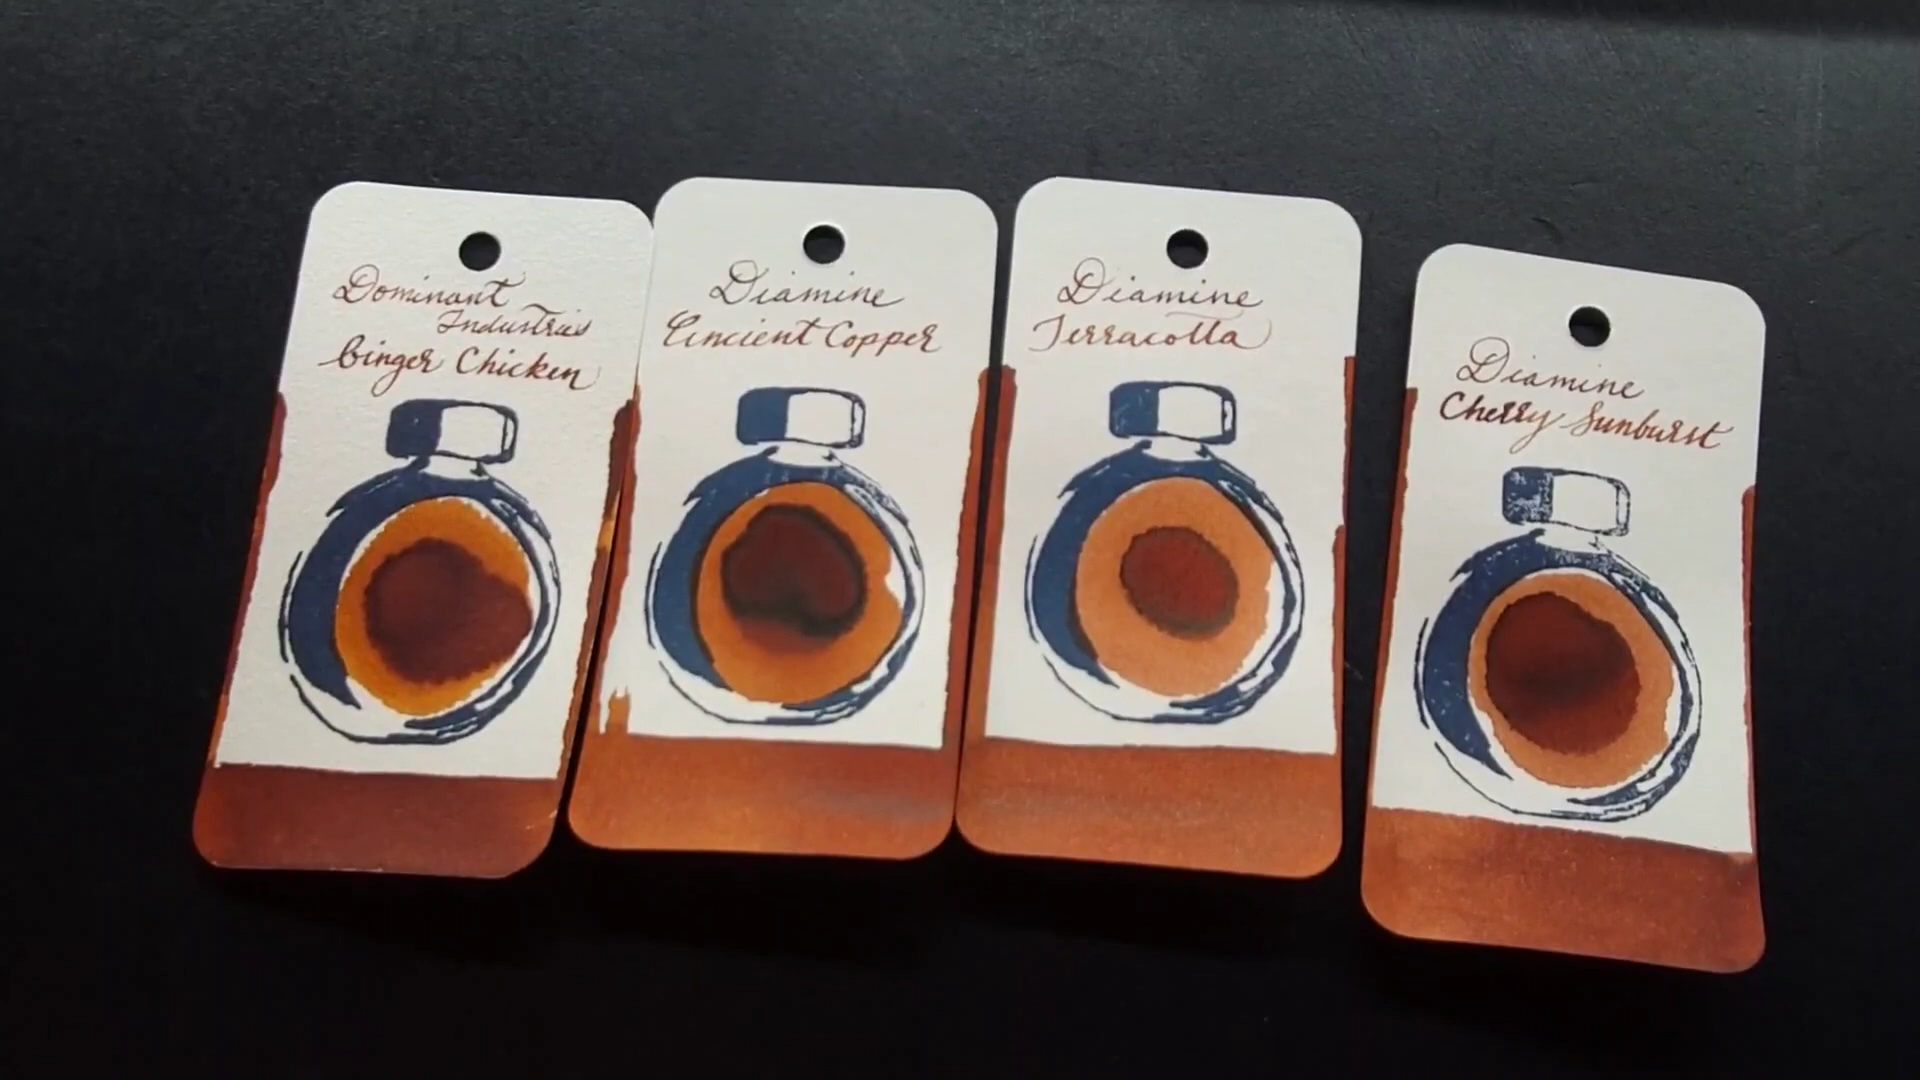 Dominant
Industries
Ginger Chicken
Diamine
Ancient Copper
Diamine
Terracotta
Diamine
Cherry Sunburst